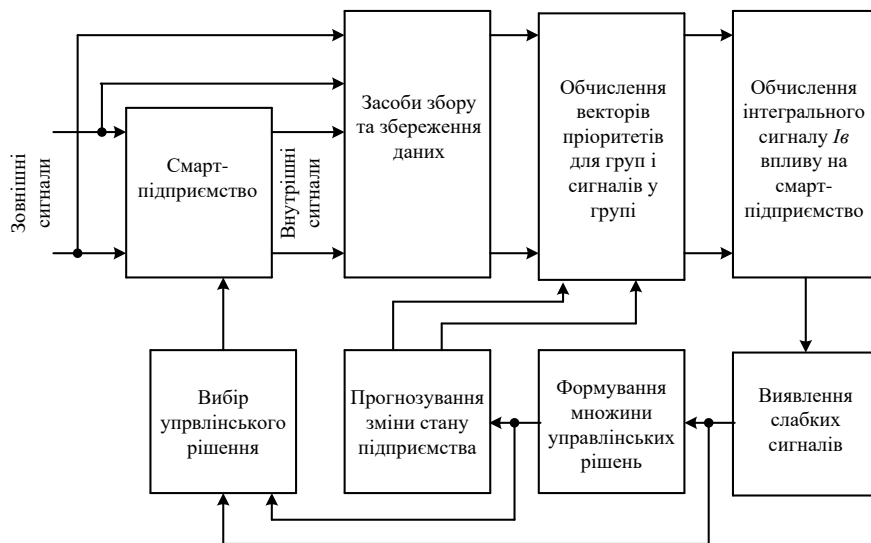 Зовнішні
сигнали
Смарт-
підприємство
Внутрішні
сигнали
Засоби збору
та збереження
даних
Обчислення
векторів
пріоритетів
для груп і
сигналів у
групі
Обчислення
інтегрального
сигналу Iв
впливу на
смарт-
підприємство
Вибір
упрвлінського
рішення
Прогнозування
зміни стану
підприємства
Формування
множини
управлінських
рішень
Виявлення
слабких
сигналів